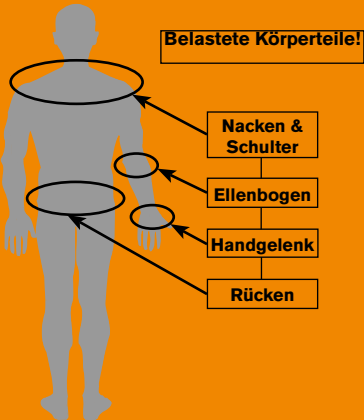 Belastete Körperteile!
Nacken &
Schulter
Ellenbogen
Handgelenk
Rücken